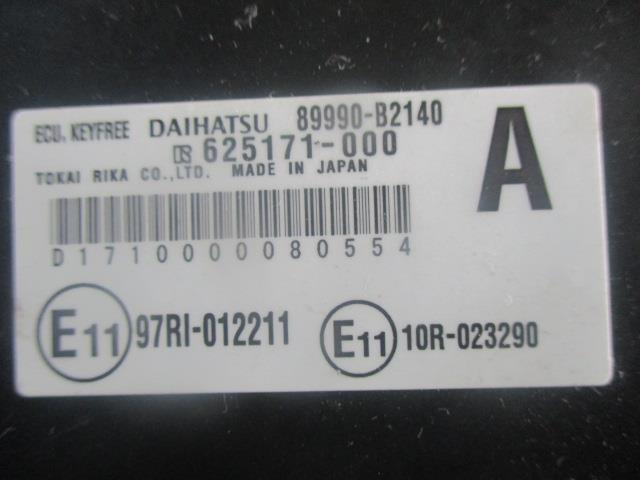 ECU, KEYFREE DAIHATSU 89990-B2140
625171-000
A
TOKAI RIKA CO.,LTD. MADE IN JAPAN
D1710000080554
E11 97RI-012211 E11 10R-023290